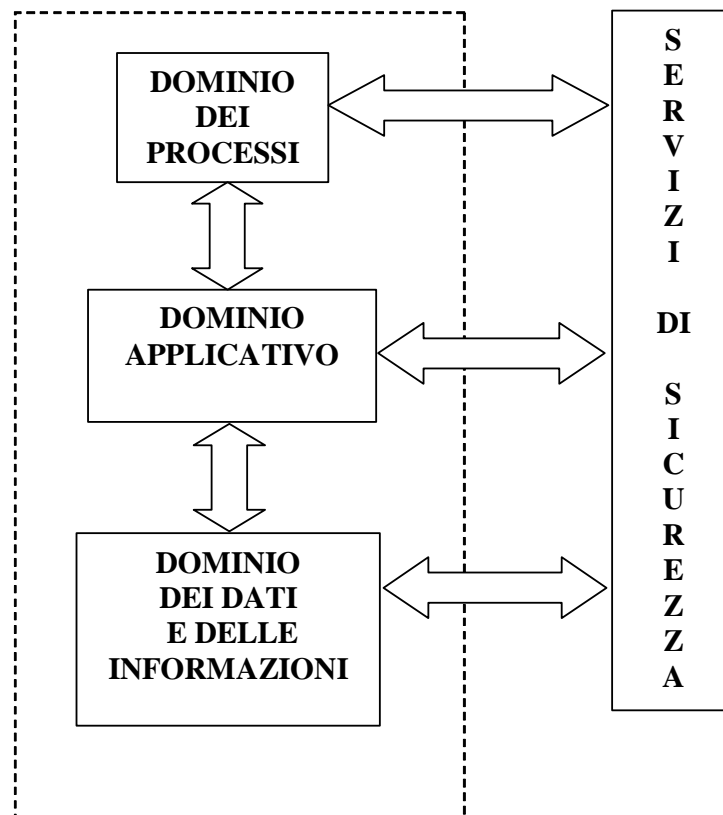 DOMINIO
DEI
PROCESSI
DOMINIO
APPLICATIVO
DOMINIO
DEI DATI
E DELLE
INFORMAZIONI
S
E
R
V
I
Z
I
DI
S
I
C
U
R
E
Z
Z
A